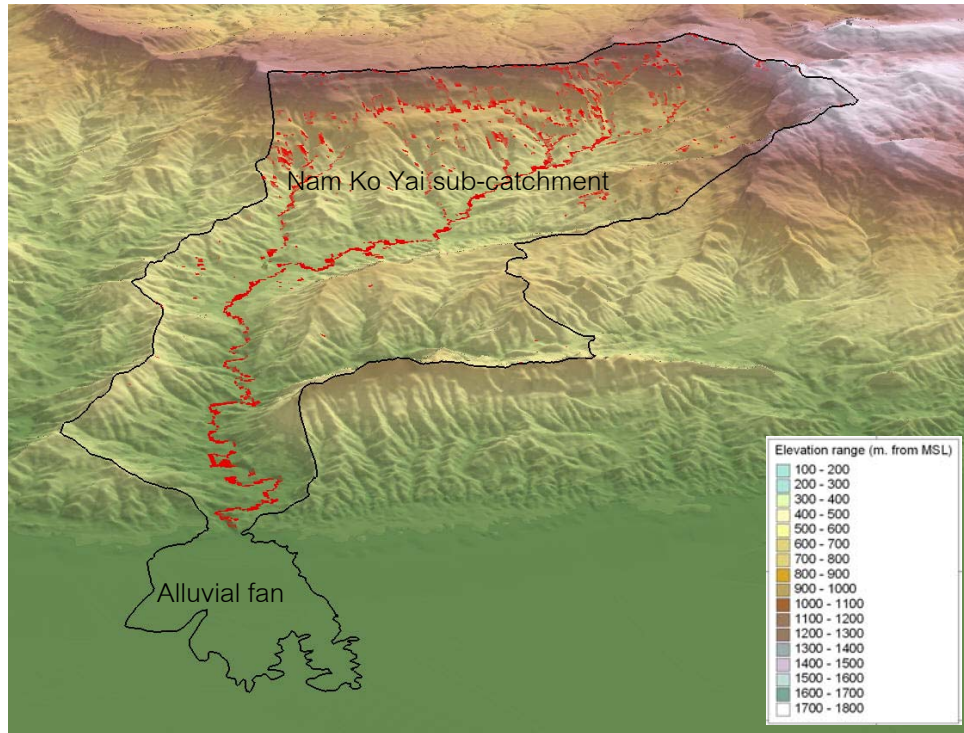 Nam Ko Yai sub-catchment
Alluvial fan
Elevation range (m. from MSL)
100 - 200
200 - 300
300 - 400
400 - 500
500 - 600
600 - 700
700 - 800
800 - 900
900 - 1000
1000 - 1100
1100 - 1200
1200 - 1300
1300 - 1400
1400 - 1500
1500 - 1600
1600 - 1700
1700 - 1800